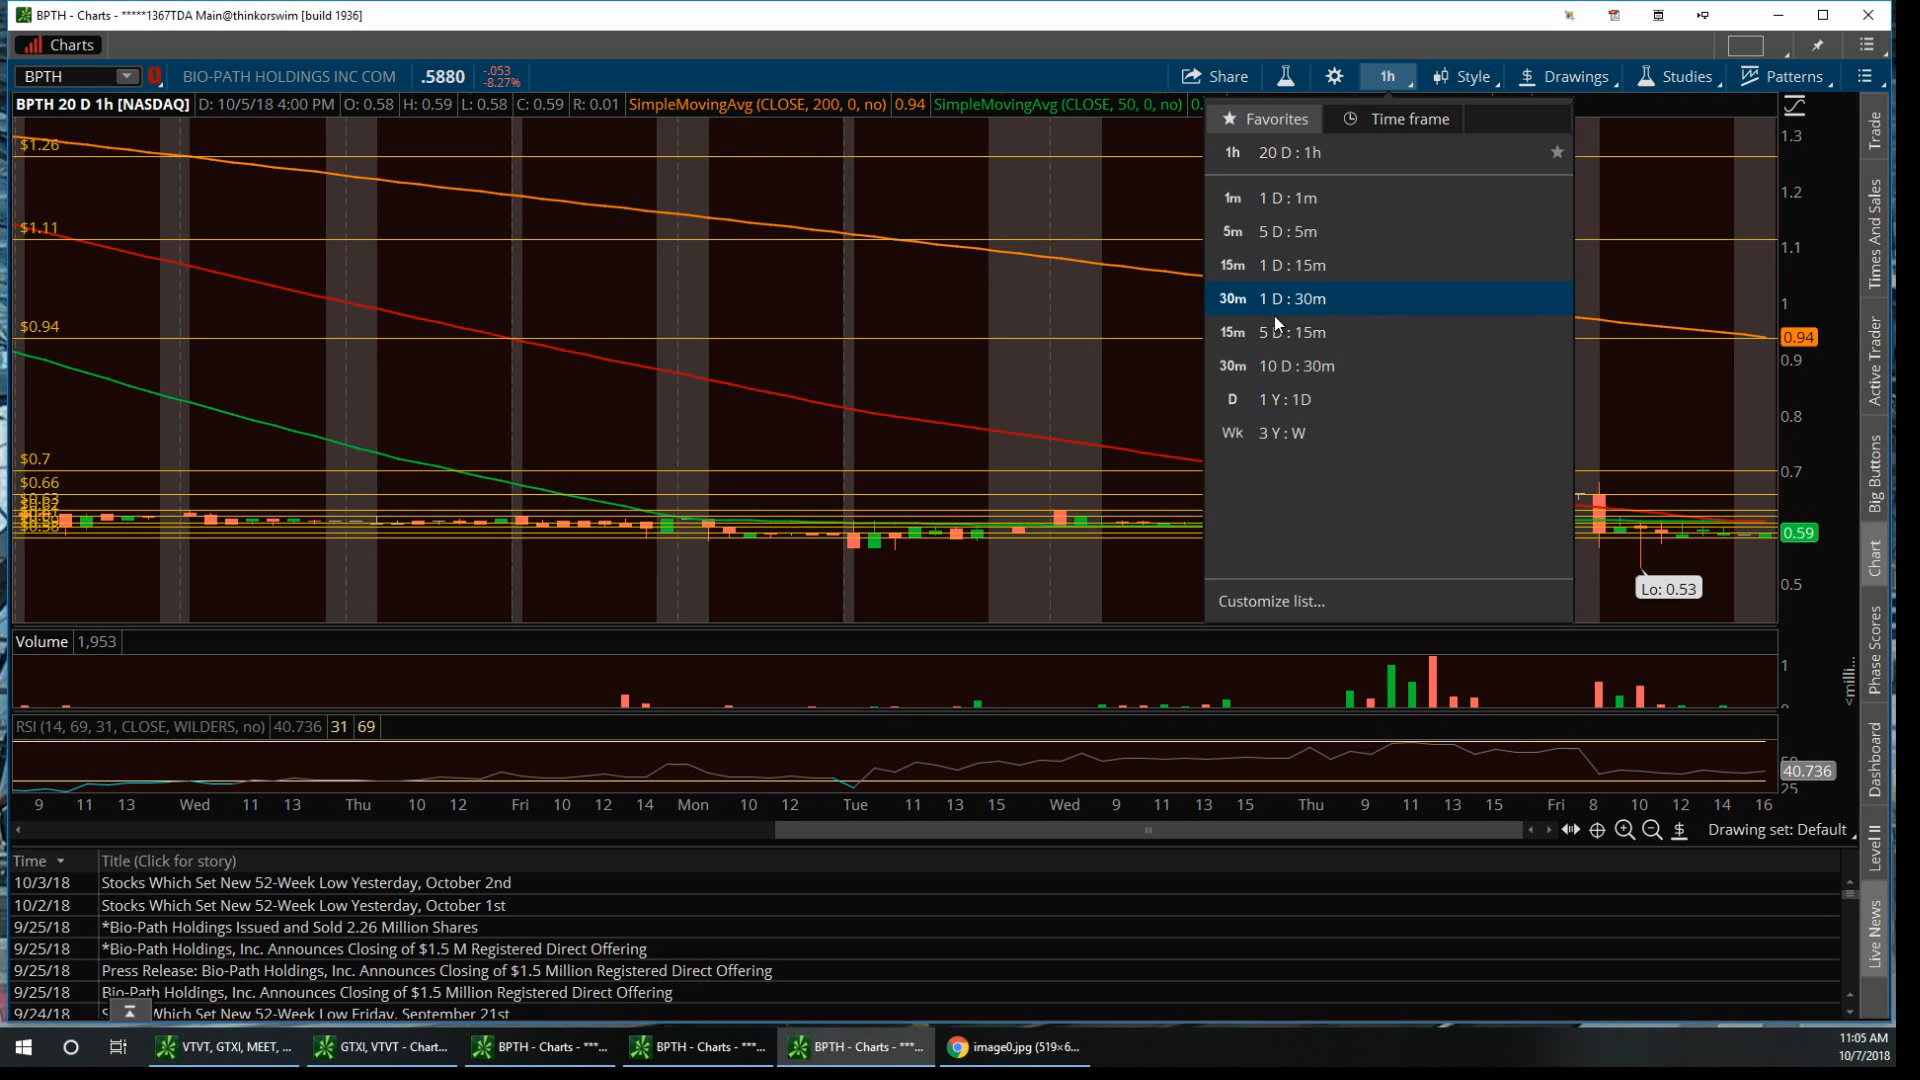 BPTH - Charts - *****1367TDA Main@thinkorswim [build 1936]
Charts
BPTH
BIO-PATH HOLDINGS INC COM
.5880
-.053
-8.27%
Share
1h
Style
Drawings
Studies
Patterns
BPTH 20 D 1h [NASDAQ]
D: 10/5/18 4:00 PM
O: 0.58
H: 0.59
L: 0.58
C: 0.59
R: 0.01
SimpleMovingAvg (CLOSE, 200, 0, no)
0.94
SimpleMovingAvg (CLOSE, 50, 0, no)
Favorites
Time frame
1h 20 D : 1h
1m 1 D : 1m
5m 5 D : 5m
15m 1 D : 15m
30m 1 D : 30m
15m 5 D : 15m
30m 10 D : 30m
D 1 Y : 1D
Wk 3 Y : W
Customize list...
$1.26
$1.11
$0.94
$0.7
$0.66
1.3
1.2
1.1
1
0.94
0.9
0.8
0.7
0.59
0.5
Lo: 0.53
Trade
Times And Sales
Active Trader
Big Buttons
Chart
Phase Scores
Dashboard
Level II
Live News
Volume 1,953
1
<milli...
RSI (14, 69, 31, CLOSE, WILDERS, no) 40.736 31 69
40.736
25
9 11 13 Wed 11 13 Thu 10 12 Fri 10 12 14 Mon 10 12 Tue 11 13 15 Wed 9 11 13 15 Thu 9 11 13 15 Fri 8 10 12 14 16
Drawing set: Default
Time Title (Click for story)
10/3/18 Stocks Which Set New 52-Week Low Yesterday, October 2nd
10/2/18 Stocks Which Set New 52-Week Low Yesterday, October 1st
9/25/18 *Bio-Path Holdings Issued and Sold 2.26 Million Shares
9/25/18 *Bio-Path Holdings, Inc. Announces Closing of $1.5 M Registered Direct Offering
9/25/18 Press Release: Bio-Path Holdings, Inc. Announces Closing of $1.5 Million Registered Direct Offering
9/25/18 Bio-Path Holdings, Inc. Announces Closing of $1.5 Million Registered Direct Offering
9/24/18 Which Set New 52-Week Low Friday, September 21st
VTVT, GTXI, MEET, ...
GTXI, VTVT - Chart...
BPTH - Charts - ***...
BPTH - Charts - ***...
BPTH - Charts - ***...
image0.jpg (519×6...
11:05 AM
10/7/2018